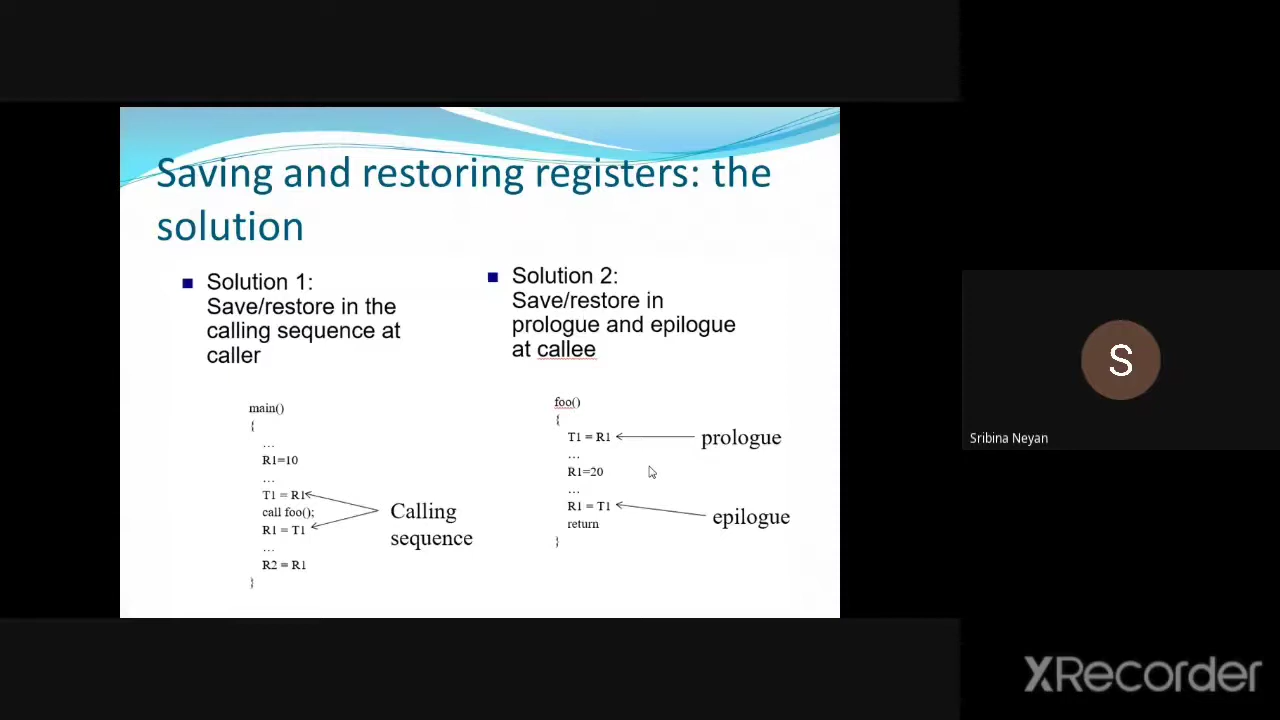 Saving and restoring registers: the
solution
Solution 1:
Save/restore in the
calling sequence at
caller
main()
{
...
R1=10
...
T1 = R1
call foo();
R1 = T1
...
R2 = R1
}
Calling
sequence
Solution 2:
Save/restore in
prologue and epilogue
at callee
foo()
{
T1 = R1
...
R1=20
...
R1 = T1
return
}
prologue
epilogue
S
Sribina Neyan
XRecorder